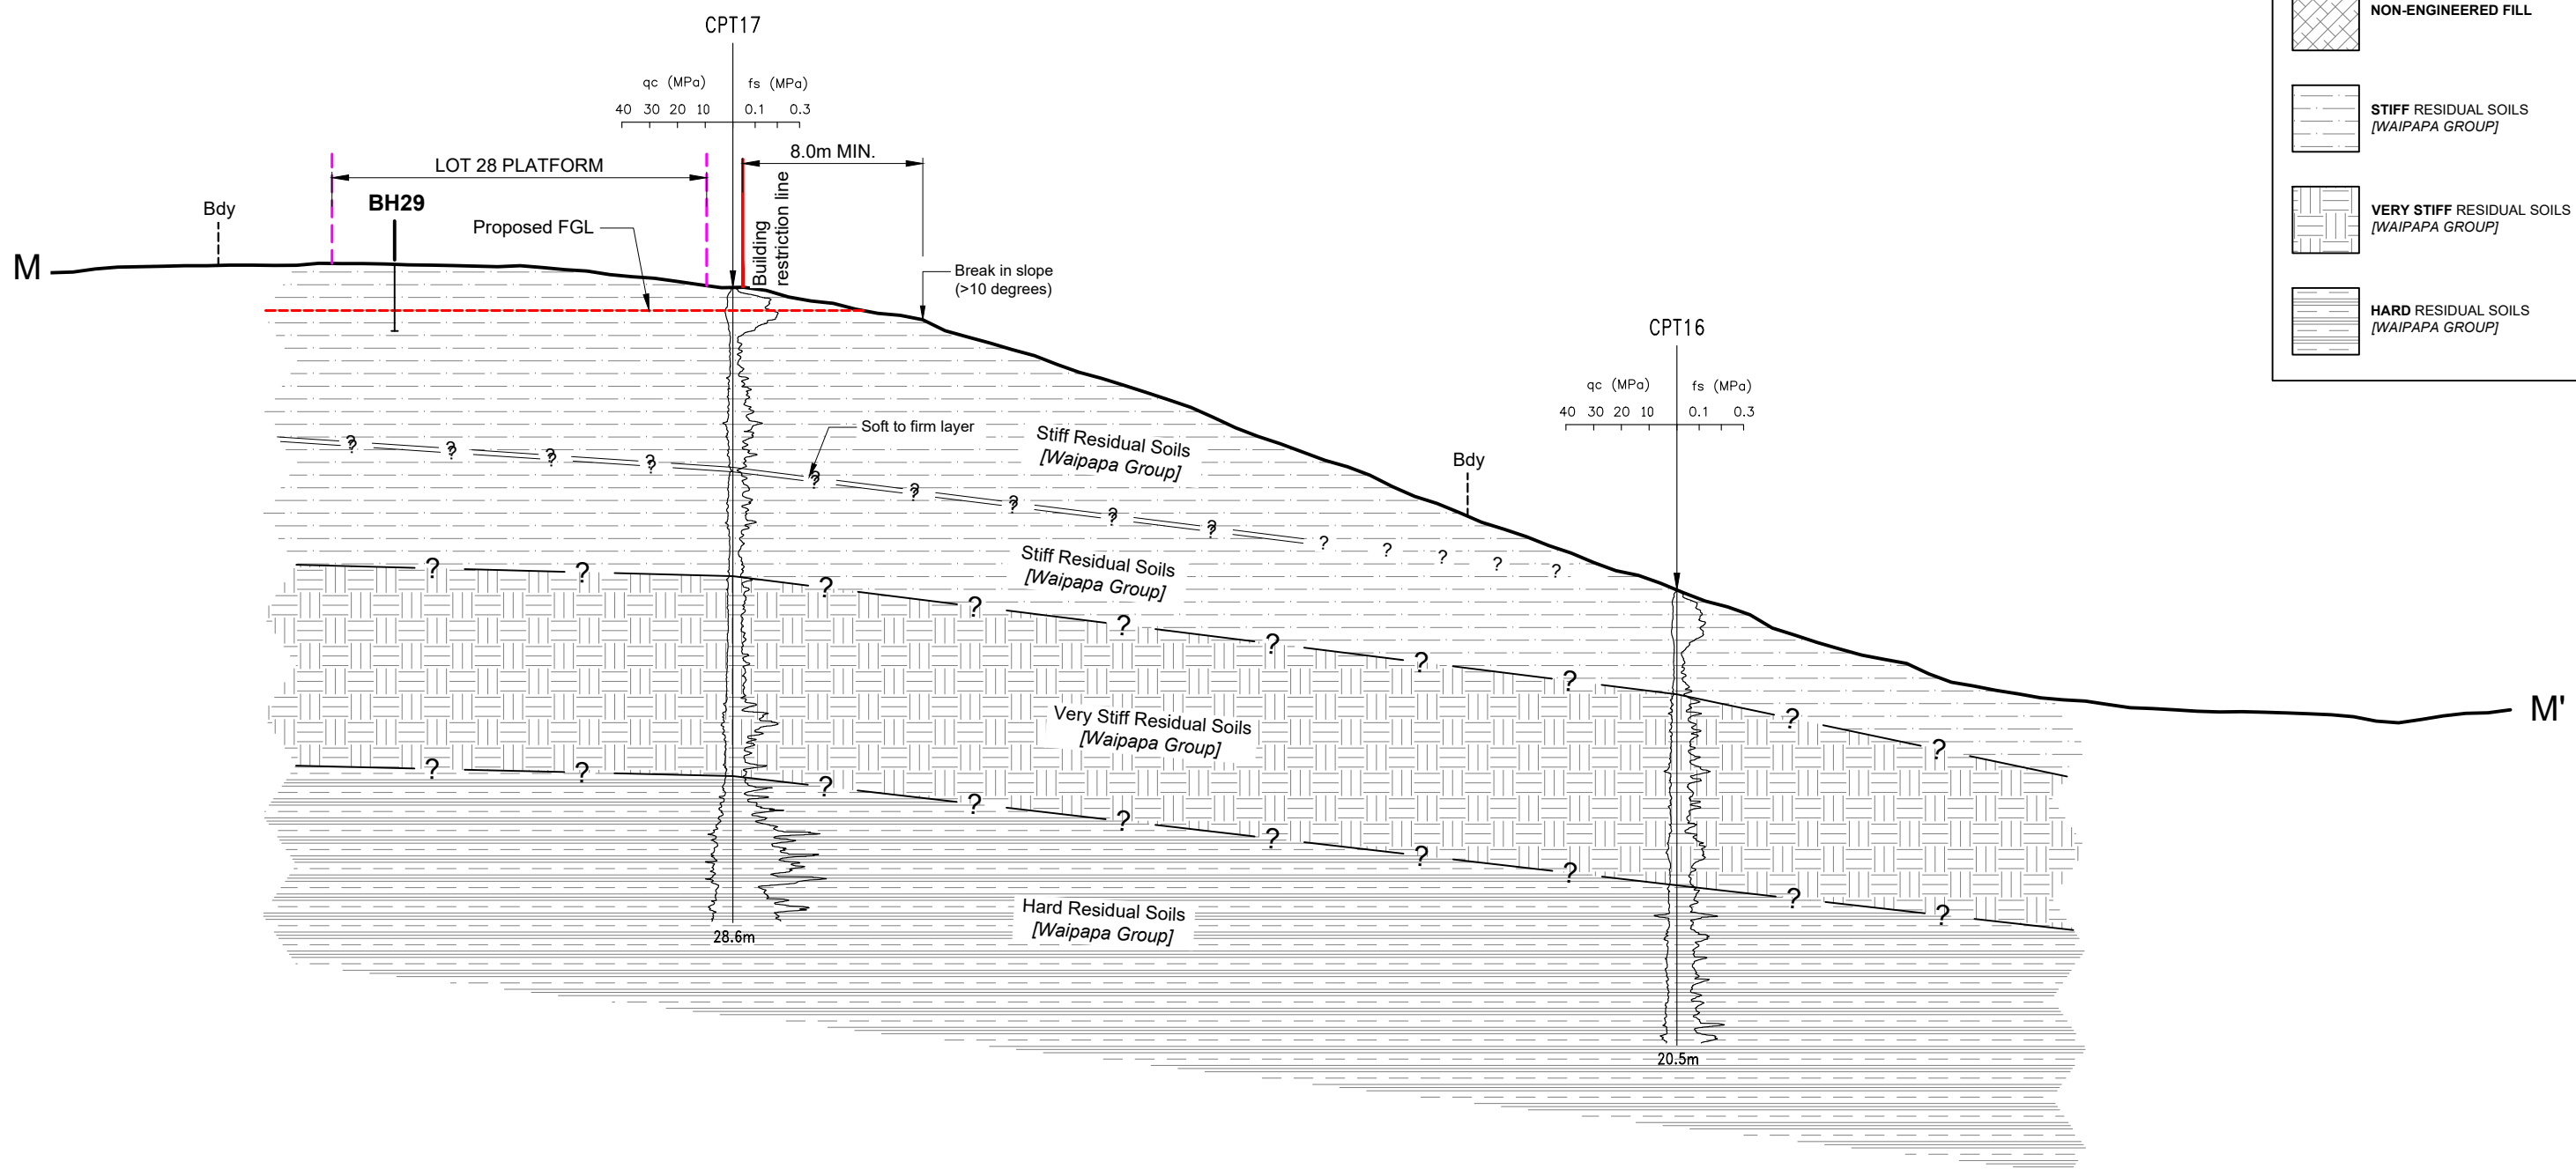 CPT17
qc (MPa) fs (MPa)
40 30 20 10 0.1 0.3
LOT 28 PLATFORM
8.0m MIN.
Building
restriction line
Bdy
BH29
Proposed FGL
M
Break in slope
(>10 degrees)
Soft to firm layer
? ? ? ? ? ? ? ? ? ? ? ? ? ?
Stiff Residual Soils
[Waipapa Group]
Stiff Residual Soils
[Waipapa Group]
? ? ? ? ? ? ? ? ? ?
Very Stiff Residual Soils
[Waipapa Group]
? ? ? ? ? ? ? ? ? ?
Hard Residual Soils
[Waipapa Group]
28.6m
CPT16
qc (MPa) fs (MPa)
40 30 20 10 0.1 0.3
Bdy
20.5m
M'
NON-ENGINEERED FILL
STIFF RESIDUAL SOILS
[WAIPAPA GROUP]
VERY STIFF RESIDUAL SOILS
[WAIPAPA GROUP]
HARD RESIDUAL SOILS
[WAIPAPA GROUP]